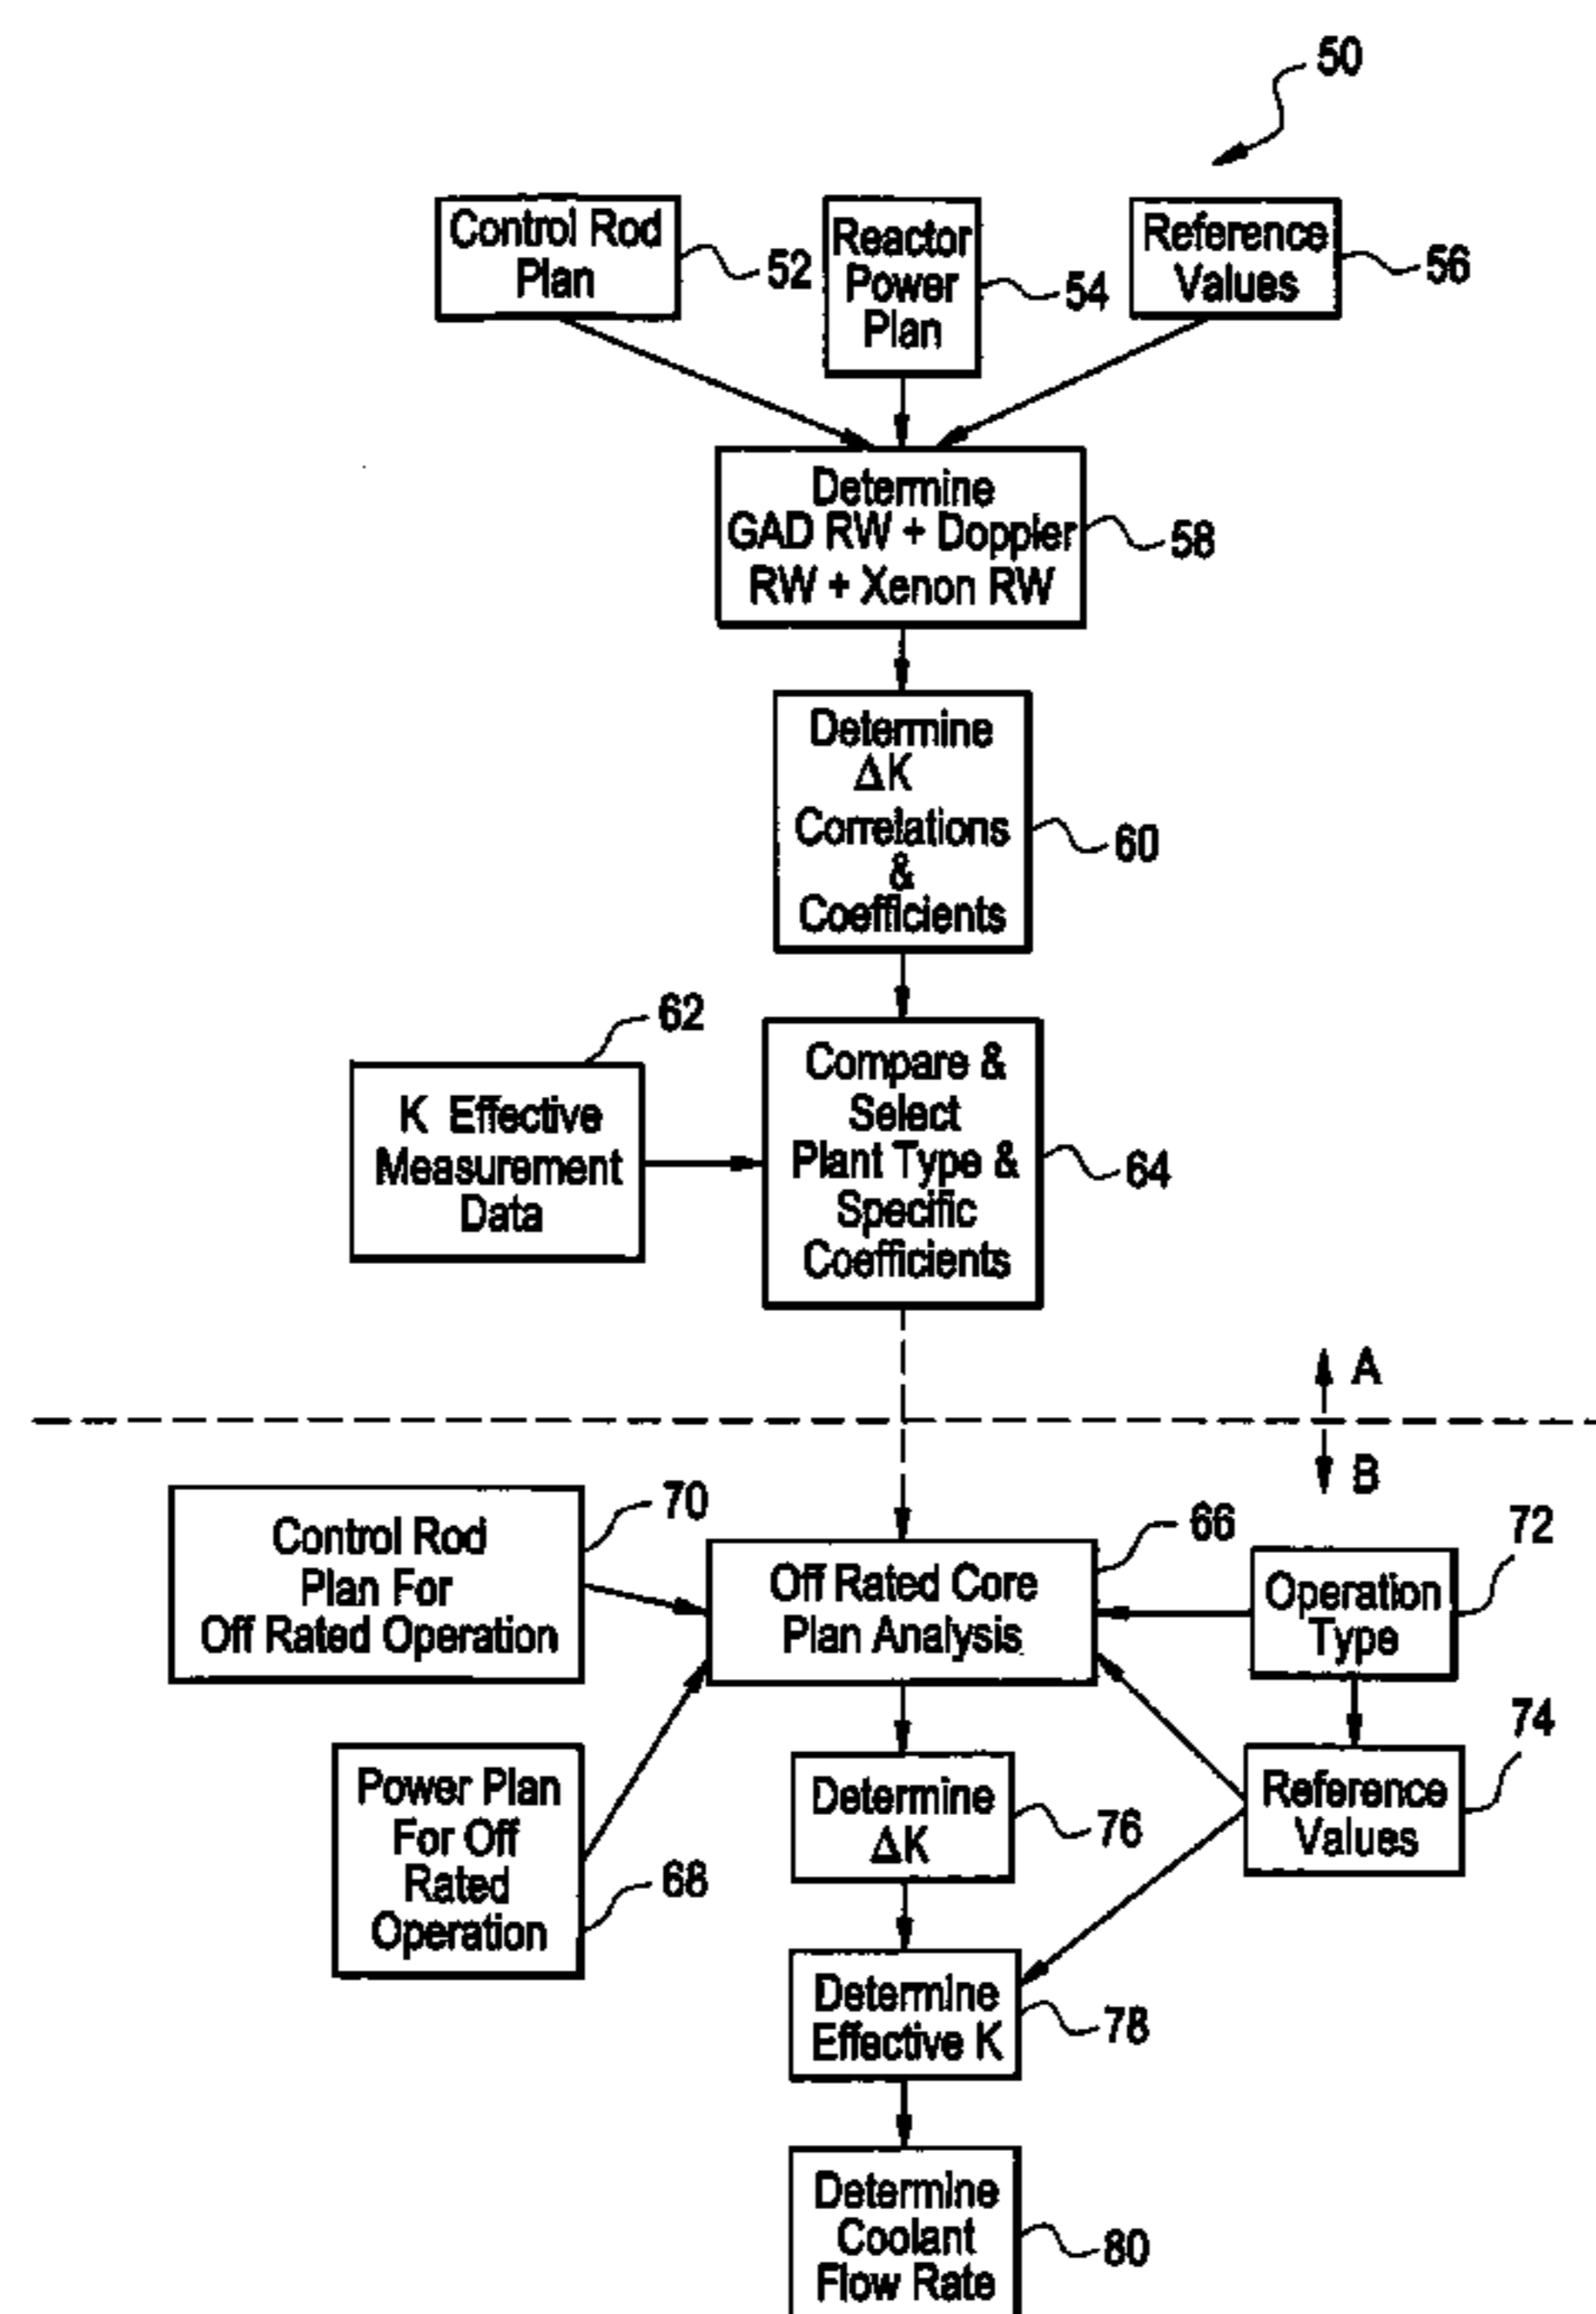 50
Control Rod
Plan
52
Reactor
Power
Plan
54
Reference
Values
56
Determine
GAD RW + Doppler
RW + Xenon RW
58
Determine
ΔK
Correlations
&
Coefficients
60
62
K Effective
Measurement
Data
Compare &
Select
Plant Type &
Specific
Coefficients
64
A
B
70
Control Rod
Plan For
Off Rated Operation
66
Off Rated Core
Plan Analysis
72
Operation
Type
74
Reference
Values
Power Plan
For Off
Rated
Operation
68
Determine
ΔK
76
Determine
Effective K
78
Determine
Coolant
Flow Rate
80